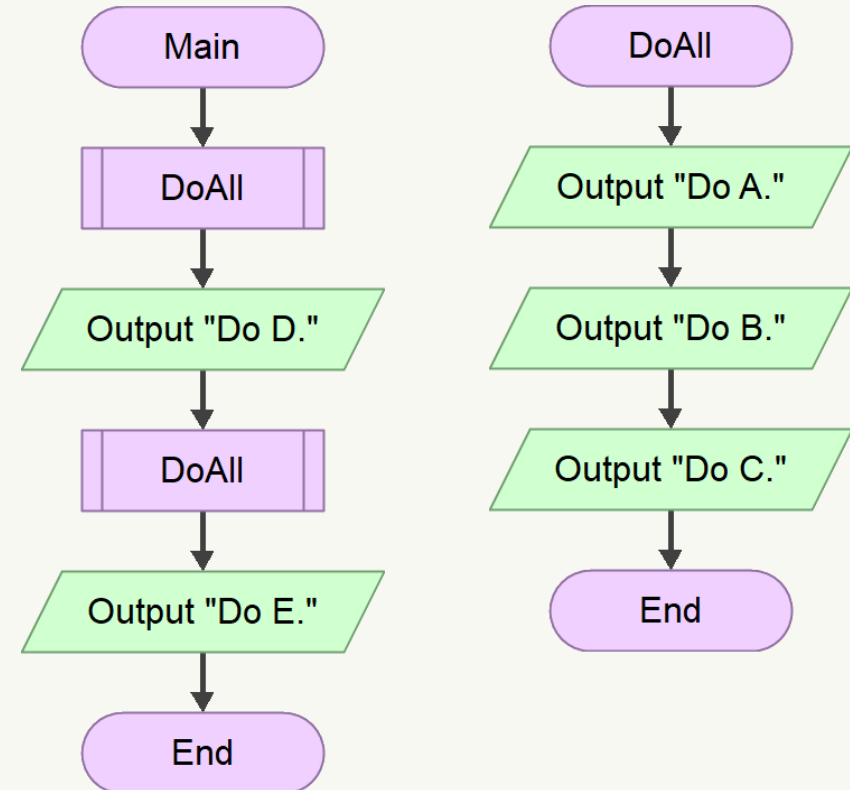 Main
DoAll
Output "Do D."
DoAll
Output "Do E."
End
DoAll
Output "Do A."
Output "Do B."
Output "Do C."
End